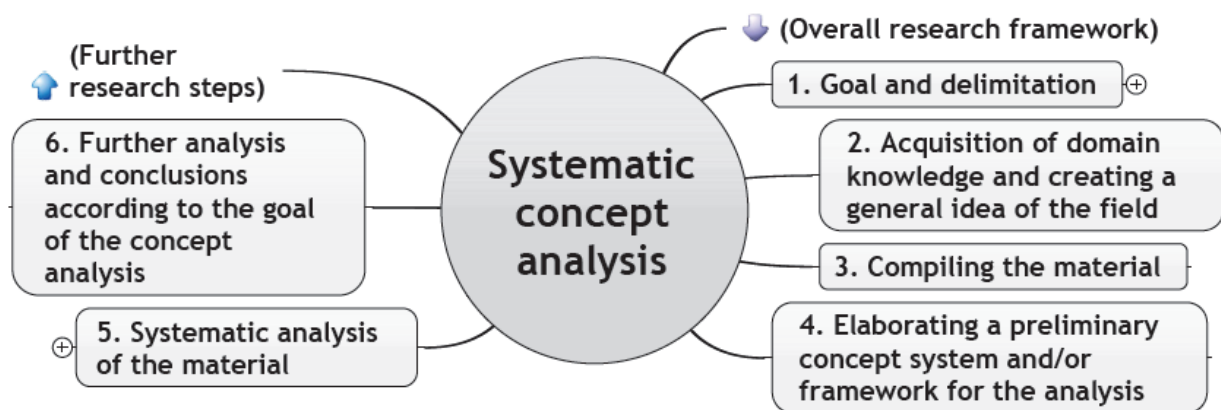 Systematic
concept
analysis
(Overall research framework)
1. Goal and delimitation
2. Acquisition of domain
knowledge and creating a
general idea of the field
3. Compiling the material
4. Elaborating a preliminary
concept system and/or
framework for the analysis
5. Systematic analysis
of the material
6. Further analysis
and conclusions
according to the goal
of the concept
analysis
(Further
research steps)